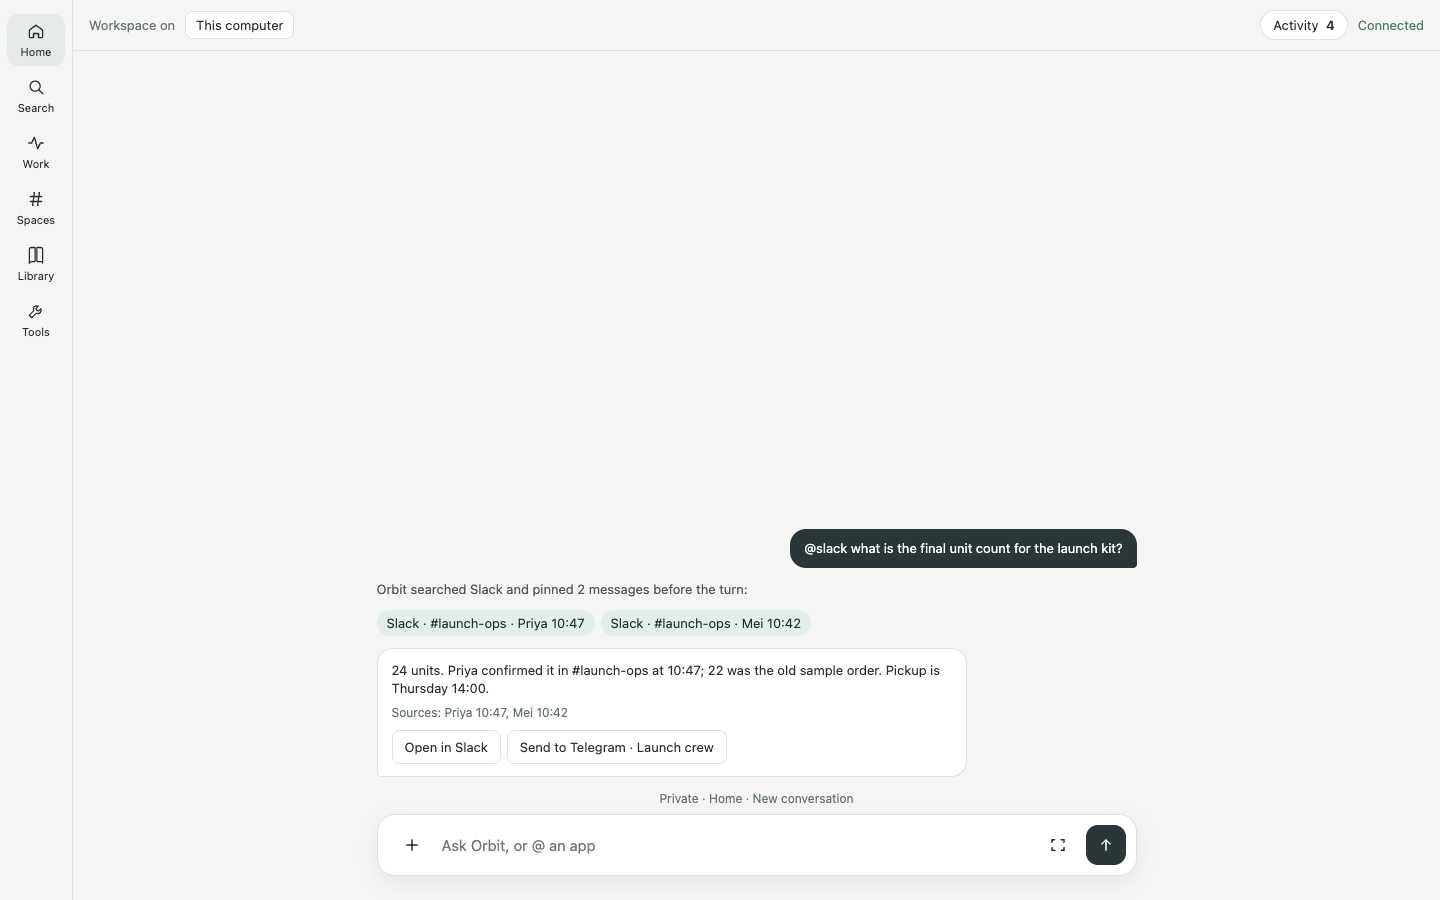 Home
Search
Work
Spaces
Library
Tools
Workspace on This computer
Activity 4 Connected
@slack what is the final unit count for the launch kit?
Orbit searched Slack and pinned 2 messages before the turn:
Slack · #launch-ops · Priya 10:47 Slack · #launch-ops · Mei 10:42
24 units. Priya confirmed it in #launch-ops at 10:47; 22 was the old sample order. Pickup is
Thursday 14:00.
Sources: Priya 10:47, Mei 10:42
Open in Slack Send to Telegram · Launch crew
Private · Home · New conversation
Ask Orbit, or @ an app